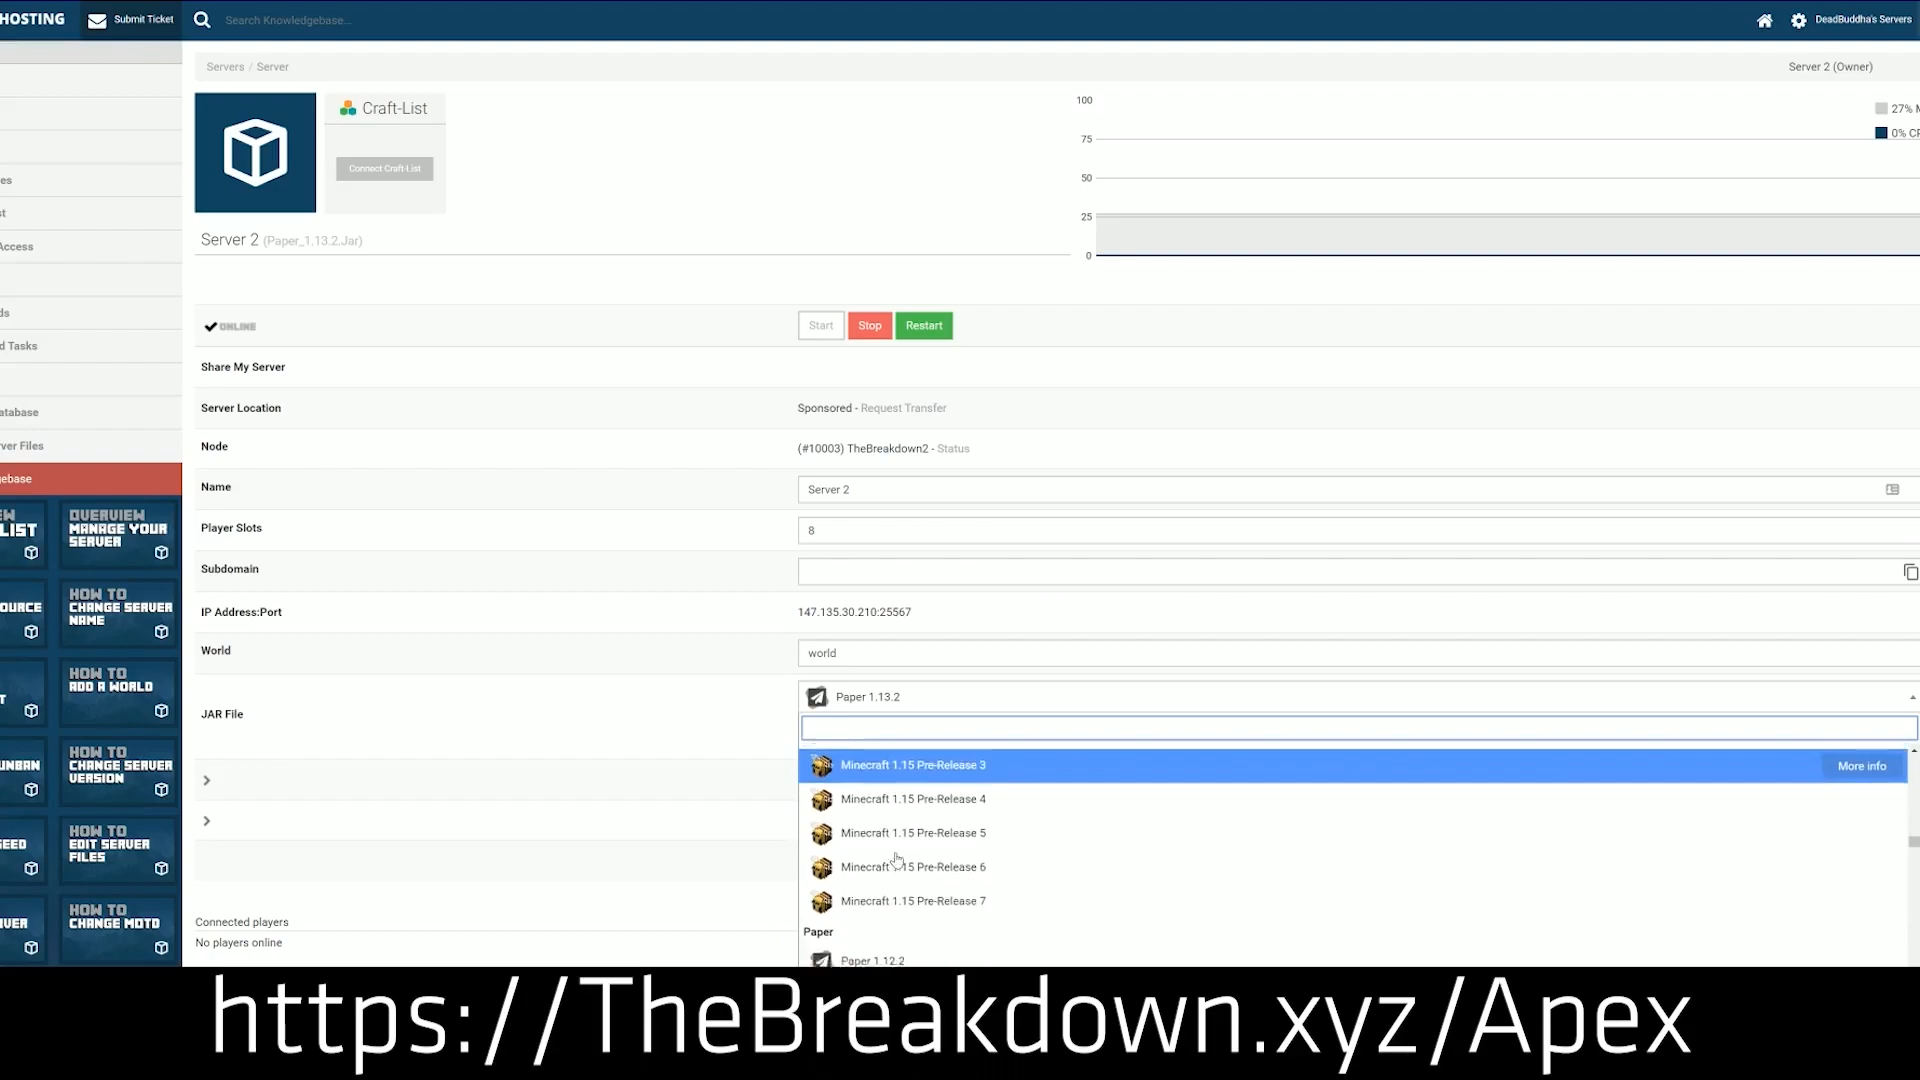 HOSTING
Submit Ticket
Search Knowledgebase...
DeadBuddha's Servers
Servers / Server
Server 2 (Owner)
Craft-List
Connect Craft-List
Server 2 (Paper_1.13.2.Jar)
100
75
50
25
0
27% M
0% CP
es
st
Access
ds
d Tasks
atabase
ver Files
gebase
ONLINE
Start
Stop
Restart
Share My Server
Server Location
Sponsored - Request Transfer
Node
(#10003) TheBreakdown2 - Status
Name
Server 2
Player Slots
8
Subdomain
IP Address:Port
147.135.30.210:25567
World
world
JAR File
Paper 1.13.2
Minecraft 1.15 Pre-Release 3
More info
Minecraft 1.15 Pre-Release 4
Minecraft 1.15 Pre-Release 5
Minecraft 1.15 Pre-Release 6
Minecraft 1.15 Pre-Release 7
Paper
Paper 1.12.2
Connected players
No players online
EW
LIST
OVERVIEW
MANAGE YOUR
SERVER
OURCE
HOW TO
CHANGE SERVER
NAME
T
HOW TO
ADD A WORLD
UNBAN
HOW TO
CHANGE SERVER
VERSION
SEED
HOW TO
EDIT SERVER
FILES
VER
HOW TO
CHANGE MOTD
https://TheBreakdown.xyz/Apex